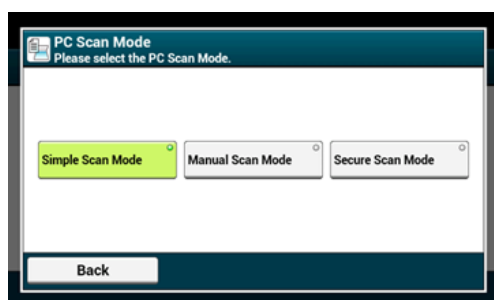 PC Scan Mode
Please select the PC Scan Mode.
Simple Scan Mode
Manual Scan Mode
Secure Scan Mode
Back